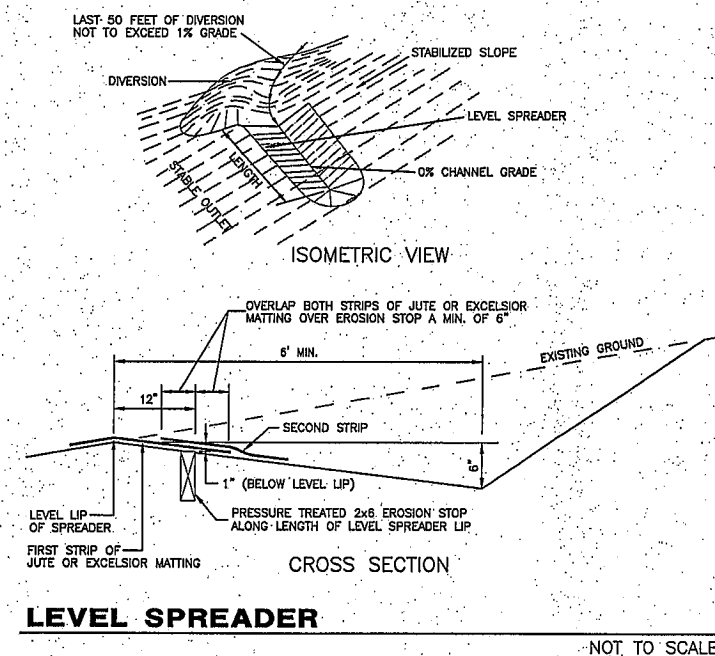 LAST 50 FEET OF DIVERSION
NOT TO EXCEED 1% GRADE
STABILIZED SLOPE
DIVERSION
LEVEL SPREADER
LENGTH
0% CHANNEL GRADE
STABLE OUTLET
ISOMETRIC VIEW
OVERLAP BOTH STRIPS OF JUTE OR EXCELSIOR
MATTING OVER EROSION STOP A MIN. OF 6"
6' MIN.
EXISTING GROUND
12"
SECOND STRIP
6"
1" (BELOW LEVEL LIP)
LEVEL LIP
OF SPREADER
PRESSURE TREATED 2x6 EROSION STOP
ALONG LENGTH OF LEVEL SPREADER LIP
FIRST STRIP OF
JUTE OR EXCELSIOR MATTING
CROSS SECTION
LEVEL SPREADER
NOT TO SCALE